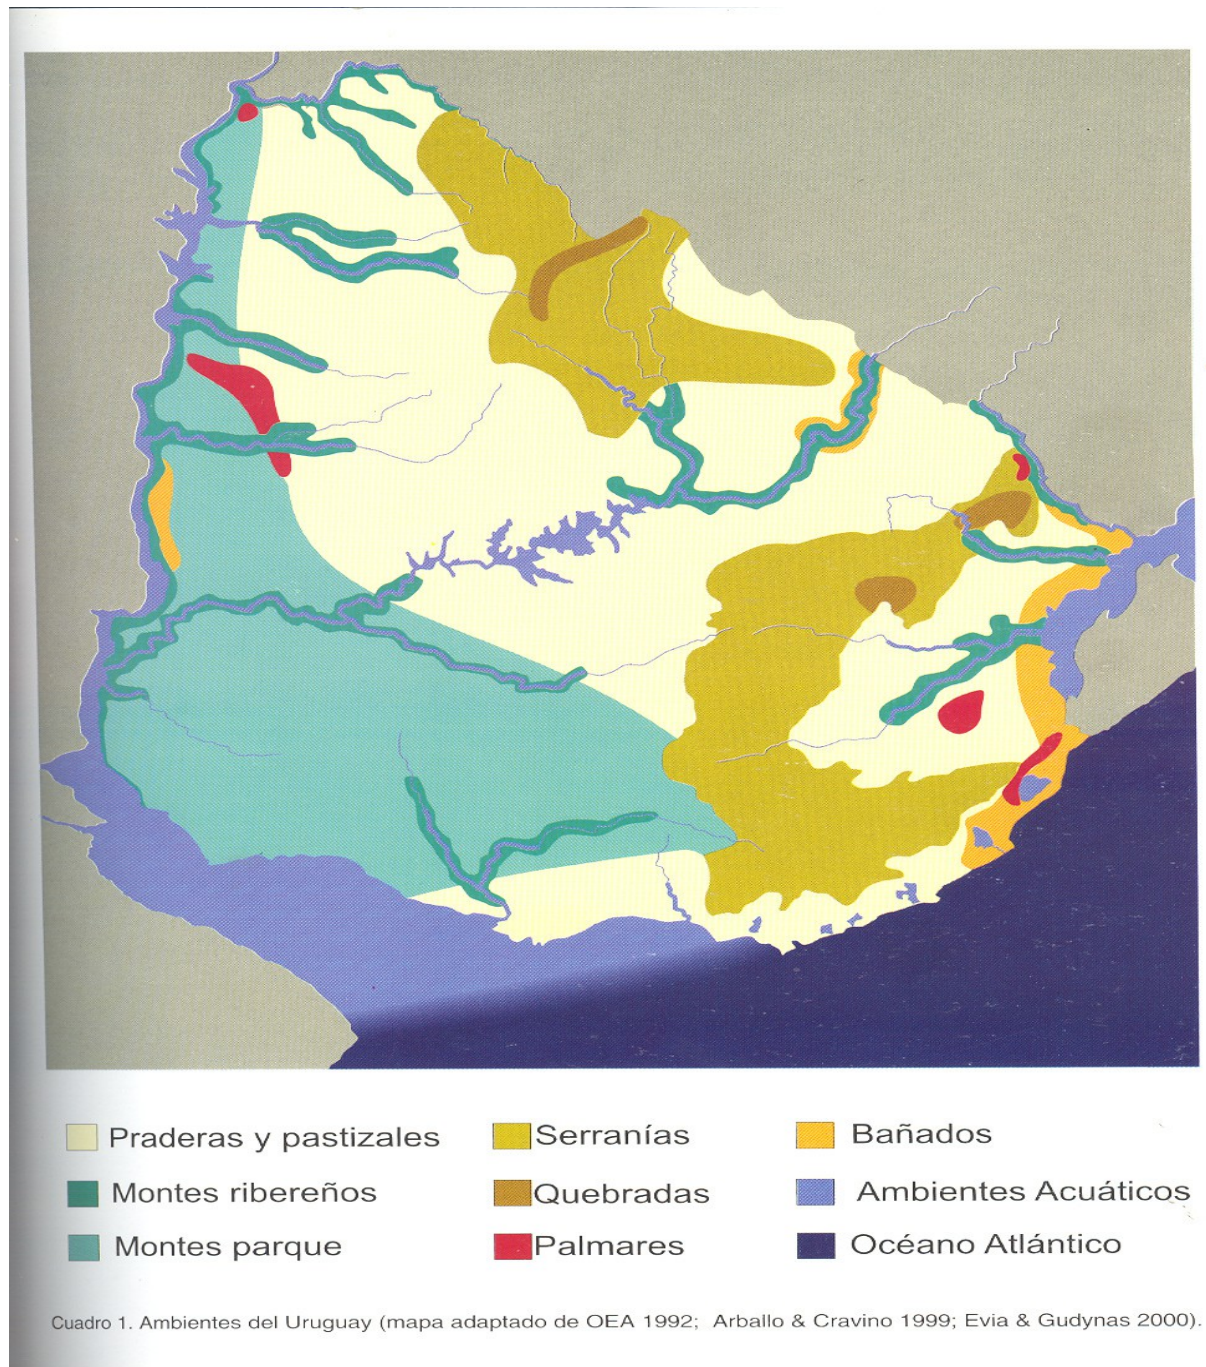 Praderas y pastizales
Serranías
Bañados
Montes ribereños
Quebradas
Ambientes Acuáticos
Montes parque
Palmares
Océano Atlántico
Cuadro 1. Ambientes del Uruguay (mapa adaptado de OEA 1992; Arballo & Cravino 1999; Evia & Gudynas 2000).